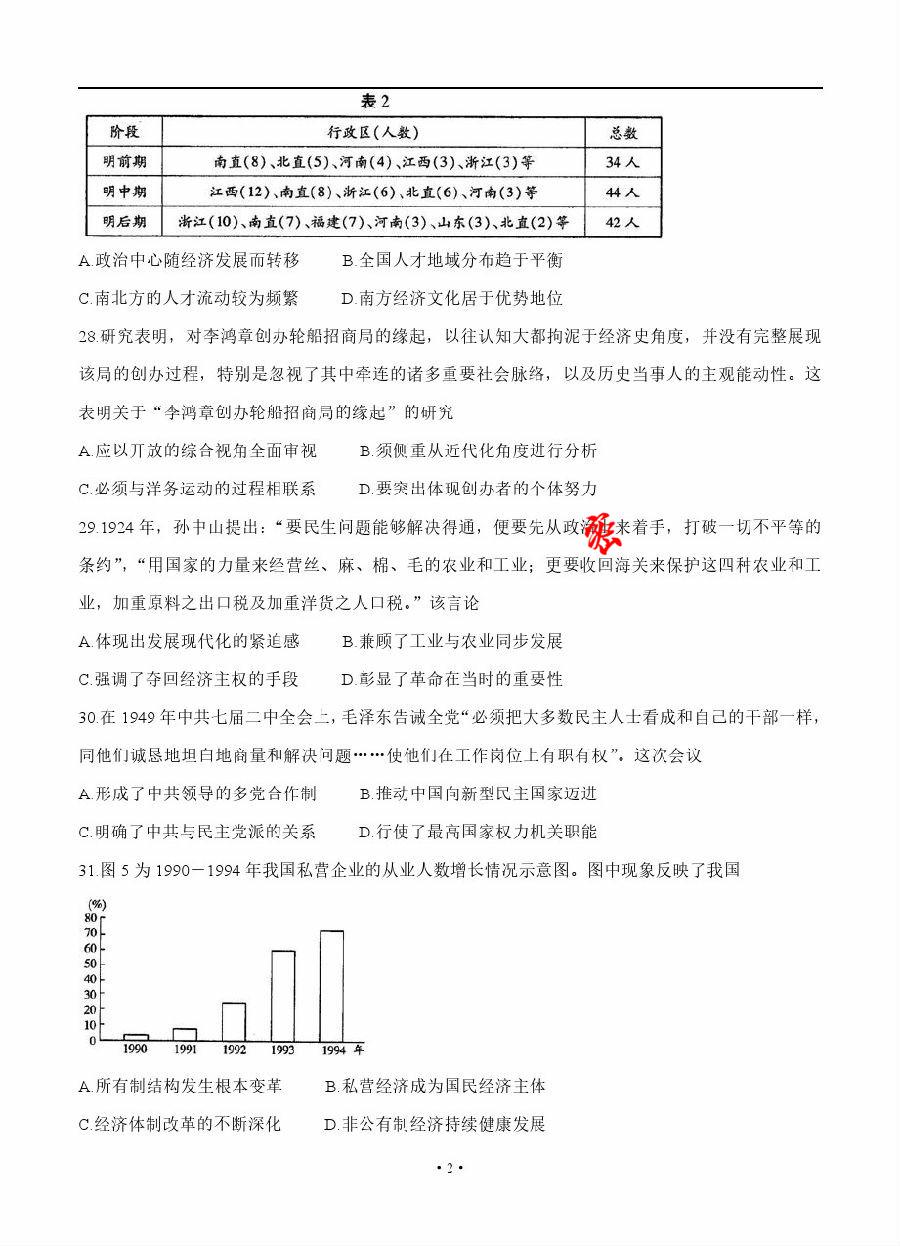 表 2
阶段 行政区(人数) 总数
明前期 南直(8)、北直(5)、河南(4)、江西(3)、浙江(3)等 34人
明中期 江西(12)、南直(8)、浙江(6)、北直(6)、河南(3)等 44人
明后期 浙江(10)、南直(7)、福建(7)、河南(3)、山东(3)、北直(2)等 42人
A.政治中心随经济发展而转移 B.全国人才地域分布趋于平衡
C.南北方的人才流动较为频繁 D.南方经济文化居于优势地位
28.研究表明，对李鸿章创办轮船招商局的缘起，以往认知大都拘泥于经济史角度，并没有完整展现
该局的创办过程，特别是忽视了其中牵连的诸多重要社会脉络，以及历史当事人的主观能动性。这
表明关于“李鸿章创办轮船招商局的缘起”的研究
A.应以开放的综合视角全面审视 B.须侧重从近代化角度进行分析
C.必须与洋务运动的过程相联系 D.要突出体现创办者的个体努力
29.1924 年，孙中山提出：“要民生问题能够解决得通，便要先从政 来着手，打破一切不平等的
条约”，“用国家的力量来经营丝、麻、棉、毛的农业和工业；更要收回海关来保护这四种农业和工
业，加重原料之出口税及加重洋货之人口税。”该言论
A.体现出发展现代化的紧迫感 B.兼顾了工业与农业同步发展
C.强调了夺回经济主权的手段 D.彰显了革命在当时的重要性
30.在 1949 年中共七届二中全会上，毛泽东告诫全党“必须把大多数民主人士看成和自己的干部一样，
同他们诚恳地坦白地商量和解决问题……使他们在工作岗位上有职有权”。这次会议
A.形成了中共领导的多党合作制 B.推动中国向新型民主国家迈进
C.明确了中共与民主党派的关系 D.行使了最高国家权力机关职能
31.图 5 为 1990－1994 年我国私营企业的从业人数增长情况示意图。图中现象反映了我国
(%)
80
70
60
50
40
30
20
10
0
1990 1991 1992 1993 1994 年
A.所有制结构发生根本变革 B.私营经济成为国民经济主体
C.经济体制改革的不断深化 D.非公有制经济持续健康发展
·2·